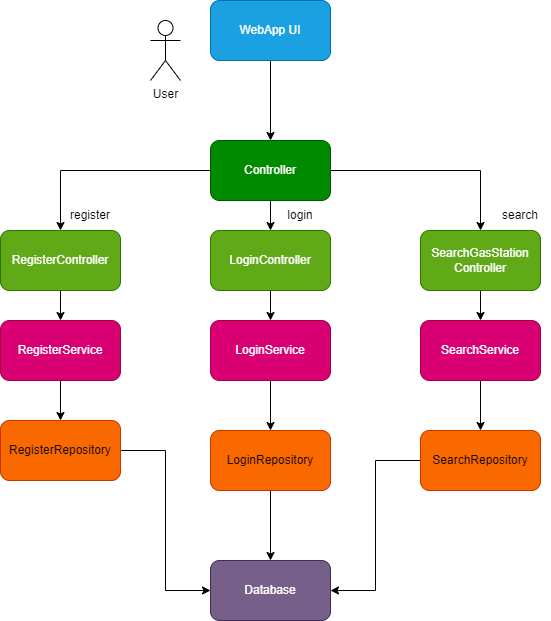 WebApp UI
User
Controller
register
login
search
RegisterController
LoginController
SearchGasStation
Controller
RegisterService
LoginService
SearchService
RegisterRepository
LoginRepository
SearchRepository
Database